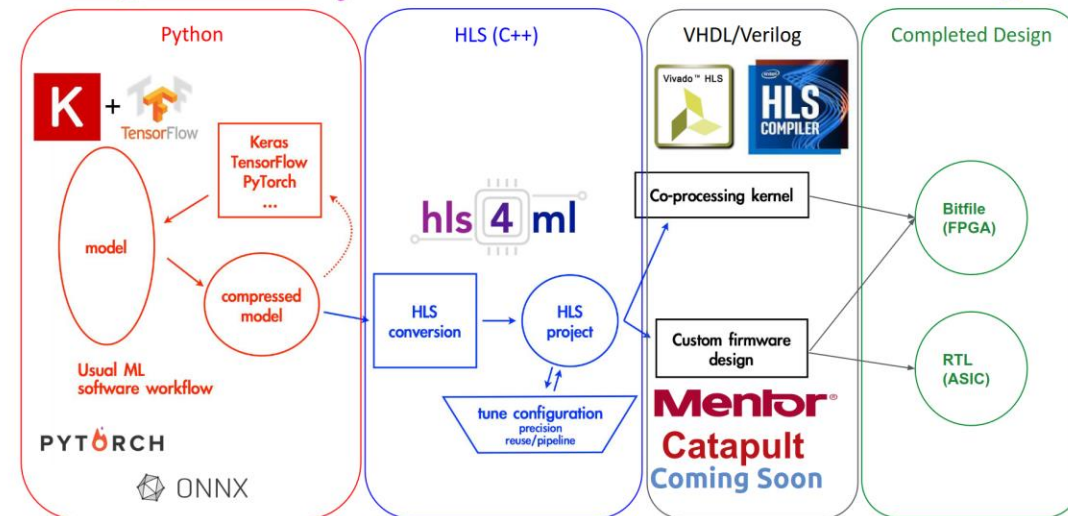 Python
K
+
TensorFlow
Keras
TensorFlow
PyTorch
...
model
compressed
model
Usual ML
software workflow
PYTORCH
ONNX
HLS (C++)
hls 4 ml
HLS
conversion
HLS
project
tune configuration
precision
reuse/pipeline
VHDL/Verilog
Vivado™ HLS
intel
HLS
COMPILER
Co-processing kernel
Custom firmware
design
Mentor®
Catapult
Coming Soon
Completed Design
Bitfile
(FPGA)
RTL
(ASIC)